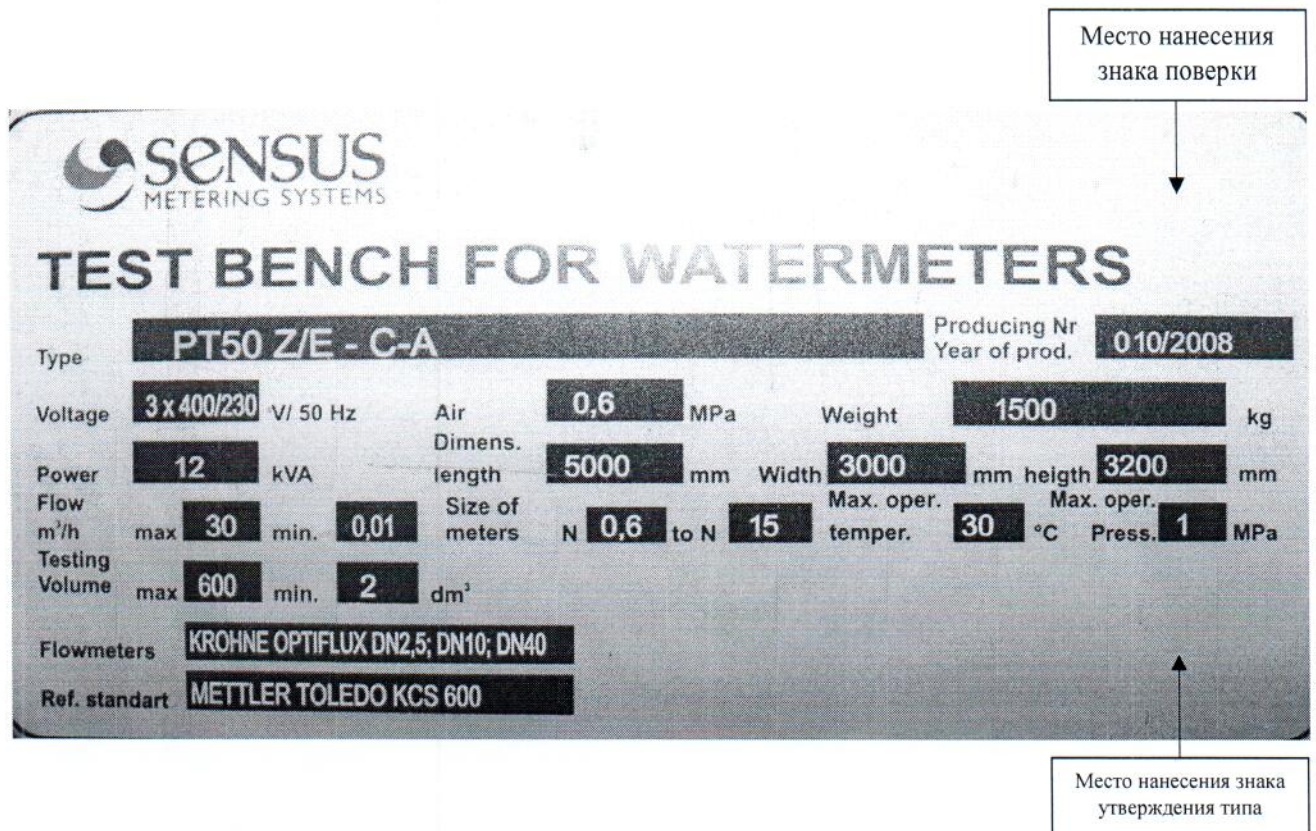 Место нанесения
знака поверки
SENSUS
METERING SYSTEMS
TEST BENCH FOR WATERMETERS
Type PT50 Z/E - C-A Producing Nr
Year of prod. 010/2008
Voltage 3 x 400/230 V/ 50 Hz Air 0,6 MPa Weight 1500 kg
Power 12 kVA Dimens.
length 5000 mm Width 3000 mm heigth 3200 mm
Flow
m³/h max 30 min. 0,01 Size of
meters N 0,6 to N 15 Max. oper.
temper. 30 °C Max. oper.
Press. 1 MPa
Testing
Volume max 600 min. 2 dm³
Flowmeters KROHNE OPTIFLUX DN2,5; DN10; DN40
Ref. standart METTLER TOLEDO KCS 600
Место нанесения знака
утверждения типа